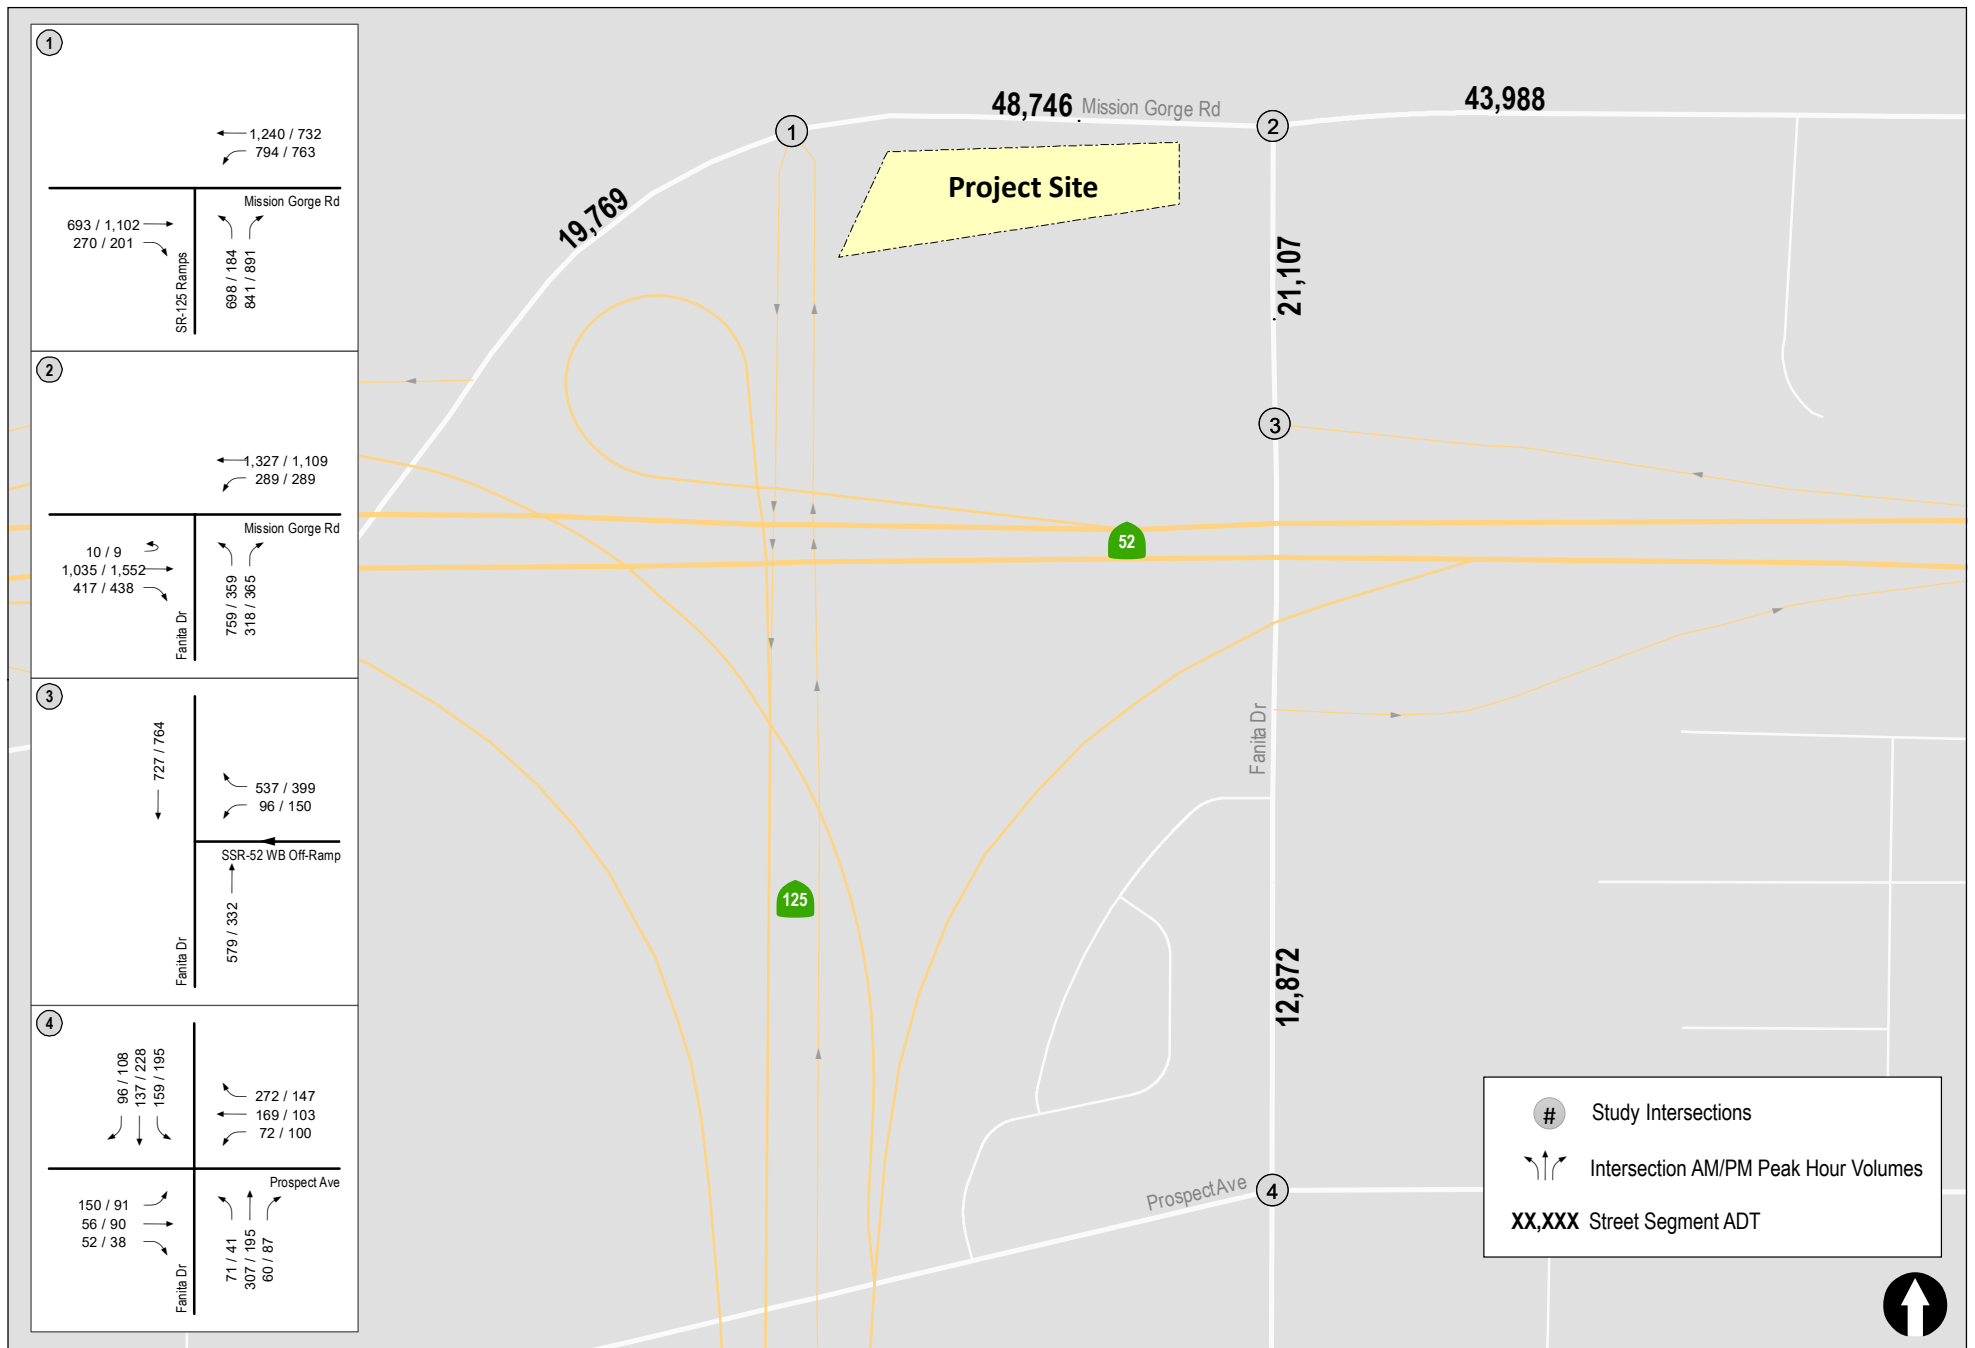 1
1,240 / 732
794 / 763
Mission Gorge Rd
693 / 1,102
270 / 201
SR-125 Ramps
698 / 184
841 / 891
2
1,327 / 1,109
289 / 289
Mission Gorge Rd
10 / 9
1,035 / 1,552
417 / 438
Fanita Dr
759 / 359
318 / 365
3
727 / 764
537 / 399
96 / 150
SSR-52 WB Off-Ramp
579 / 332
Fanita Dr
4
96 / 108
137 / 228
159 / 195
272 / 147
169 / 103
72 / 100
Prospect Ave
150 / 91
56 / 90
52 / 38
Fanita Dr
71 / 41
307 / 195
60 / 87
48,746 Mission Gorge Rd
43,988
1
2
Project Site
19,769
21,107
3
52
Fanita Dr
125
12,872
Prospect Ave
4
# Study Intersections
Intersection AM/PM Peak Hour Volumes
XX,XXX Street Segment ADT